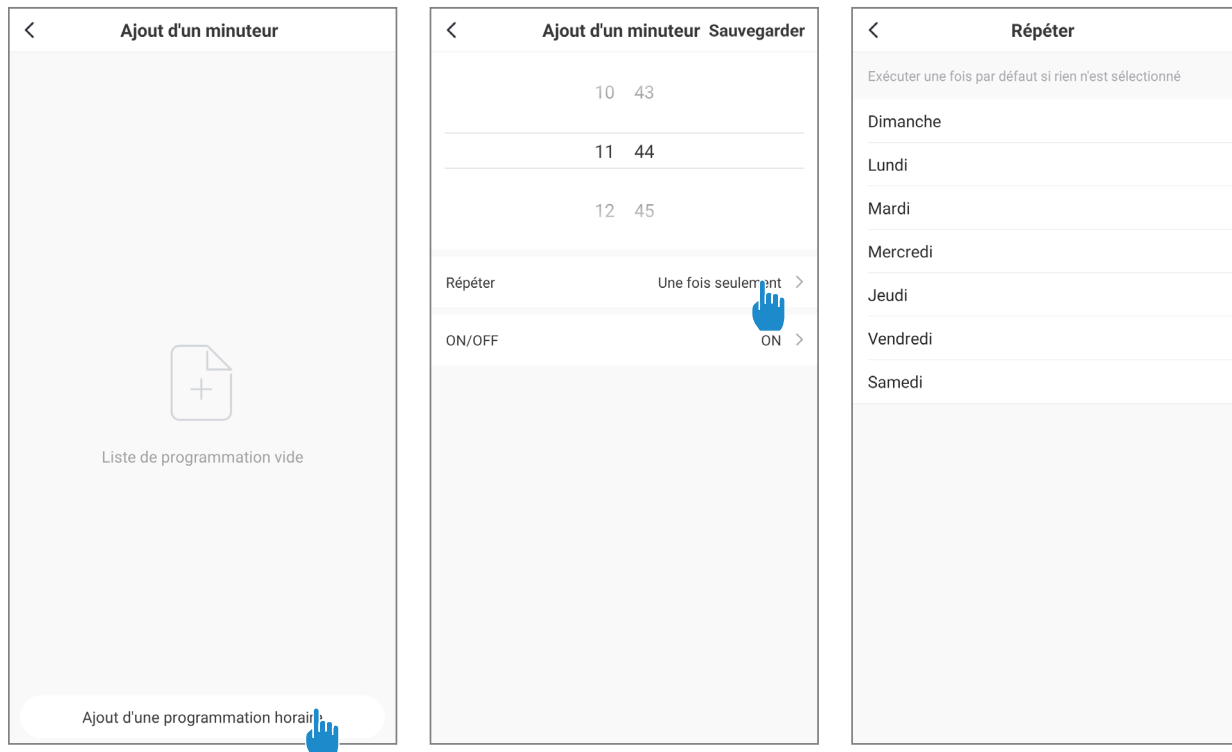 Ajout d'un minuteur
Liste de programmation vide
Ajout d'une programmation horaire
Ajout d'un minuteur Sauvegarder
10 43
11 44
12 45
Répéter Une fois seulement
ON/OFF ON
Répéter
Exécuter une fois par défaut si rien n'est sélectionné
Dimanche
Lundi
Mardi
Mercredi
Jeudi
Vendredi
Samedi